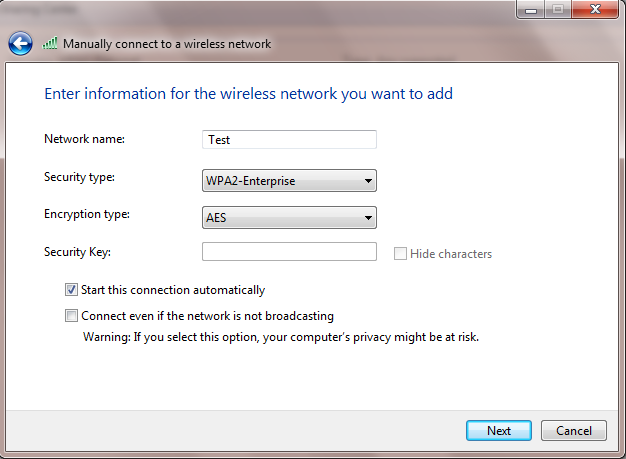 Manually connect to a wireless network
Enter information for the wireless network you want to add
Network name: Test
Security type: WPA2-Enterprise
Encryption type: AES
Security Key: Hide characters
Start this connection automatically
Connect even if the network is not broadcasting
Warning: If you select this option, your computer's privacy might be at risk.
Next Cancel